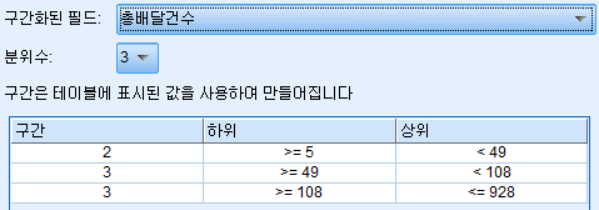 구간화된 필드: 총배달건수
분위수: 3
구간은 테이블에 표시된 값을 사용하여 만들어집니다
구간 하위 상위
2 >= 5 < 49
3 >= 49 < 108
3 >= 108 <= 928